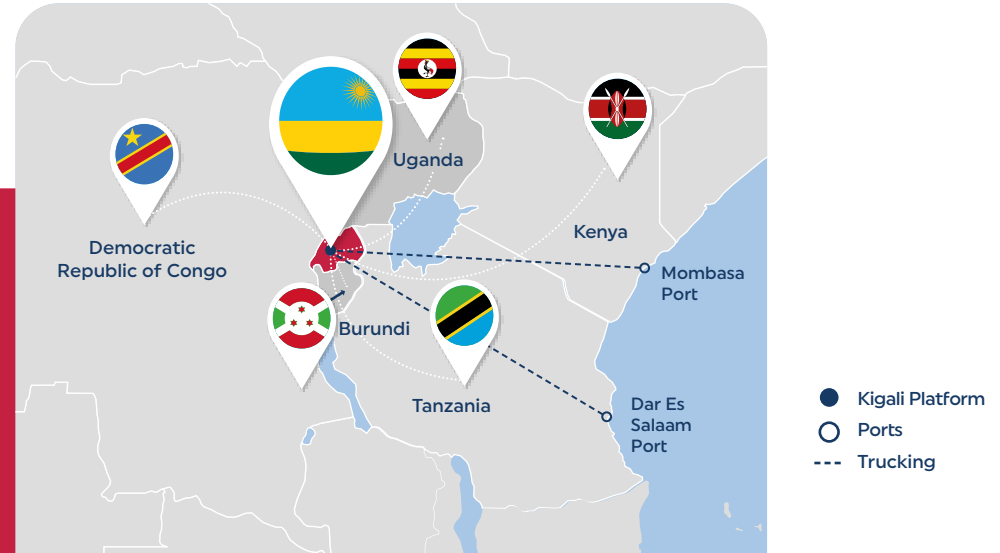 Uganda
Kenya
Democratic
Republic of Congo
Mombasa
Port
Burundi
Tanzania
Dar Es
Salaam
Port
Kigali Platform
Ports
Trucking